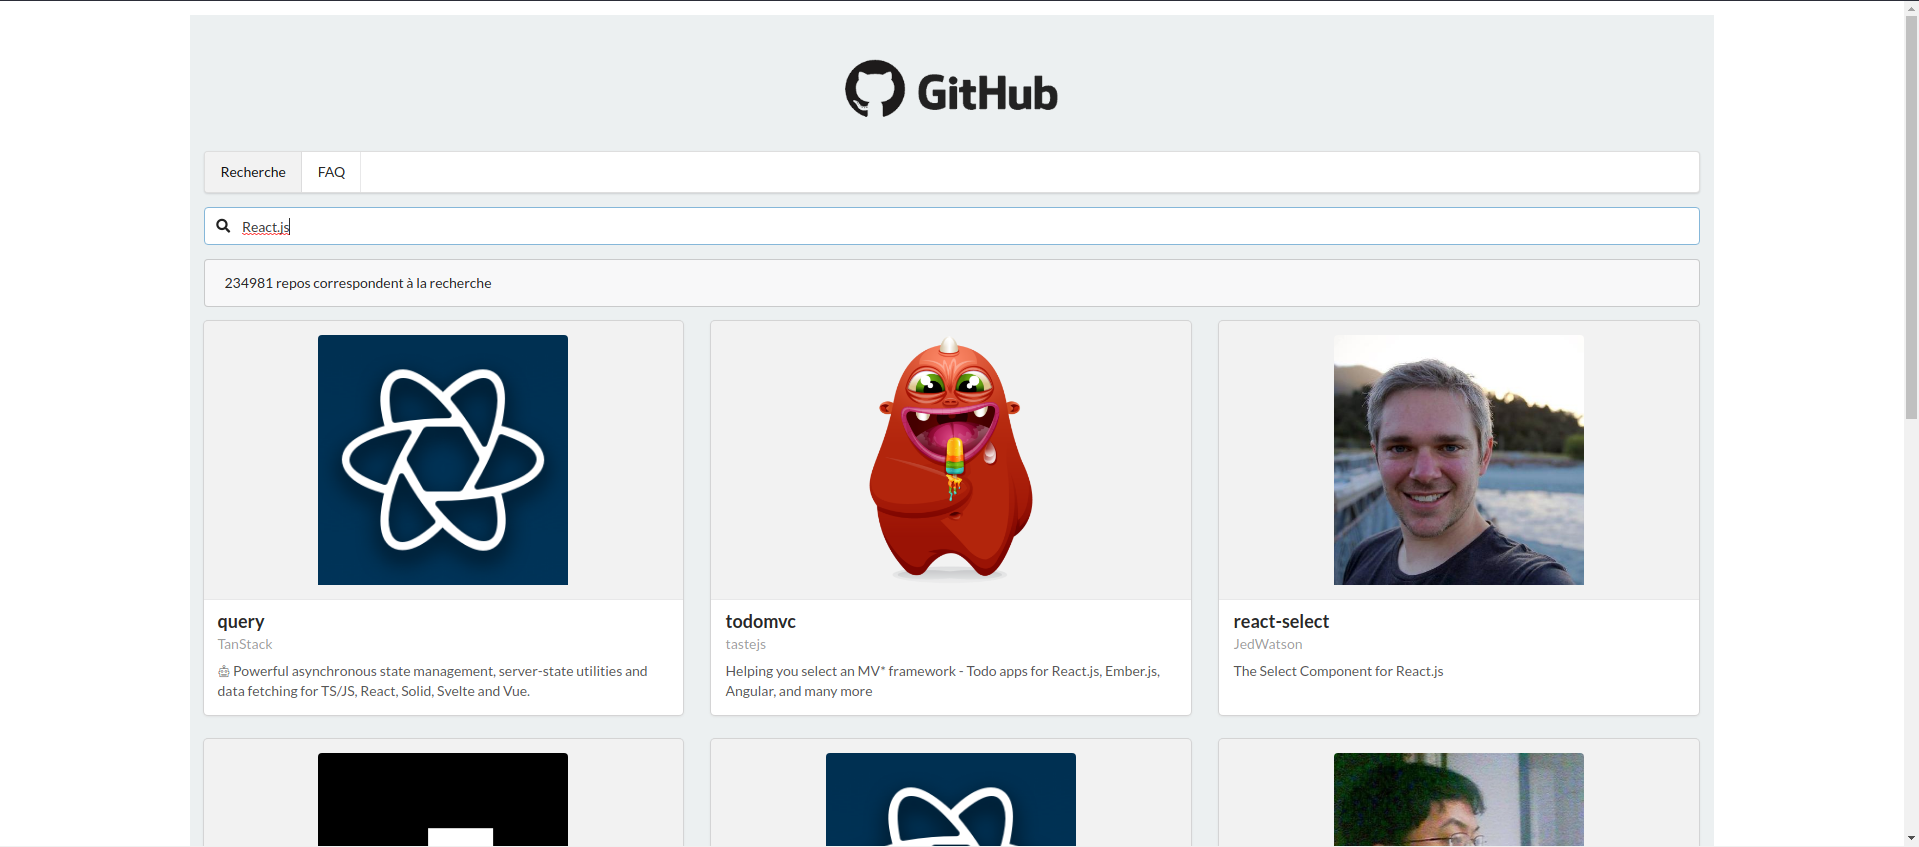 GitHub
Recherche
FAQ
React.js
234981 repos correspondent à la recherche
query
TanStack
🤖 Powerful asynchronous state management, server-state utilities and
data fetching for TS/JS, React, Solid, Svelte and Vue.
todomvc
tastejs
Helping you select an MV* framework - Todo apps for React.js, Ember.js,
Angular, and many more
react-select
JedWatson
The Select Component for React.js